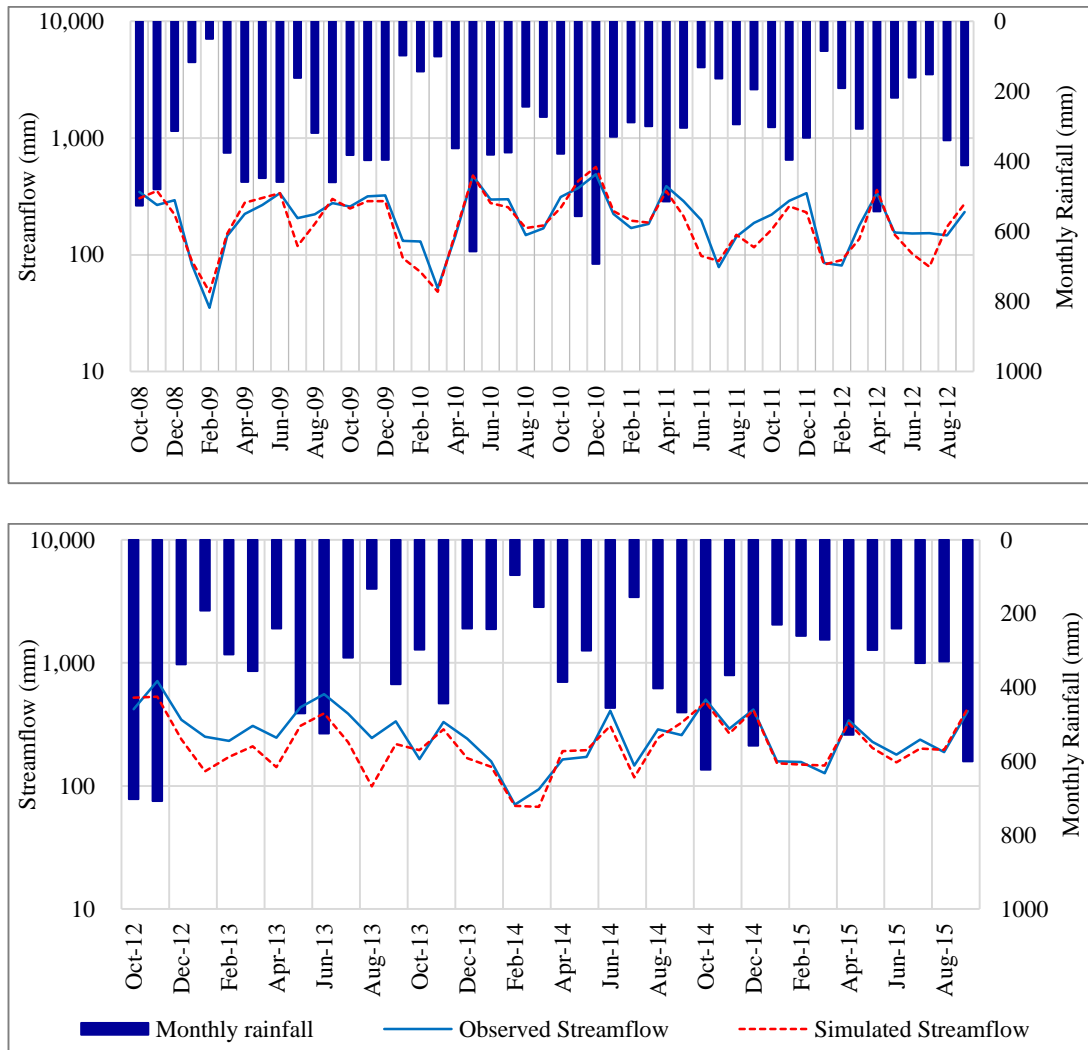 10,000
1,000
100
10
Streamflow (mm)
0
200
400
600
800
1000
Monthly Rainfall (mm)
Oct-08
Dec-08
Feb-09
Apr-09
Jun-09
Aug-09
Oct-09
Dec-09
Feb-10
Apr-10
Jun-10
Aug-10
Oct-10
Dec-10
Feb-11
Apr-11
Jun-11
Aug-11
Oct-11
Dec-11
Feb-12
Apr-12
Jun-12
Aug-12
10,000
1,000
100
10
Streamflow (mm)
0
200
400
600
800
1000
Monthly Rainfall (mm)
Oct-12
Dec-12
Feb-13
Apr-13
Jun-13
Aug-13
Oct-13
Dec-13
Feb-14
Apr-14
Jun-14
Aug-14
Oct-14
Dec-14
Feb-15
Apr-15
Jun-15
Aug-15
Monthly rainfall
Observed Streamflow
Simulated Streamflow